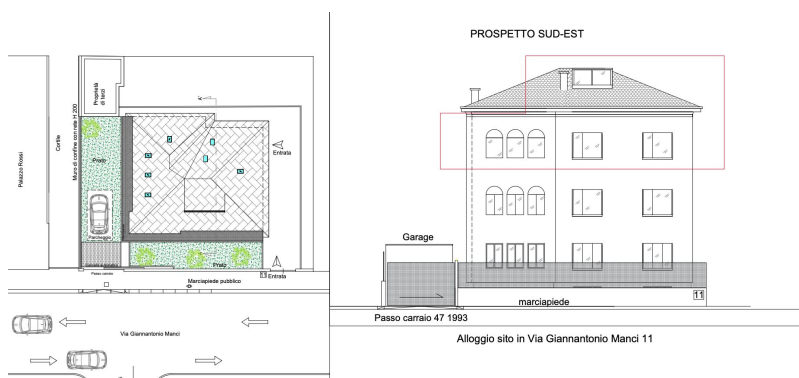 Palazzo Rossi
Cortile
Muro di confine con rete H 200
Proprietà
di terzi
Prato
Parcheggio
Entrata
Prato
11 Entrata
Passo carraio
Marciapiede pubblico
Via Giannantonio Manci
PROSPETTO SUD-EST
Garage
11
marciapiede
Passo carraio 47 1993
Alloggio sito in Via Giannantonio Manci 11